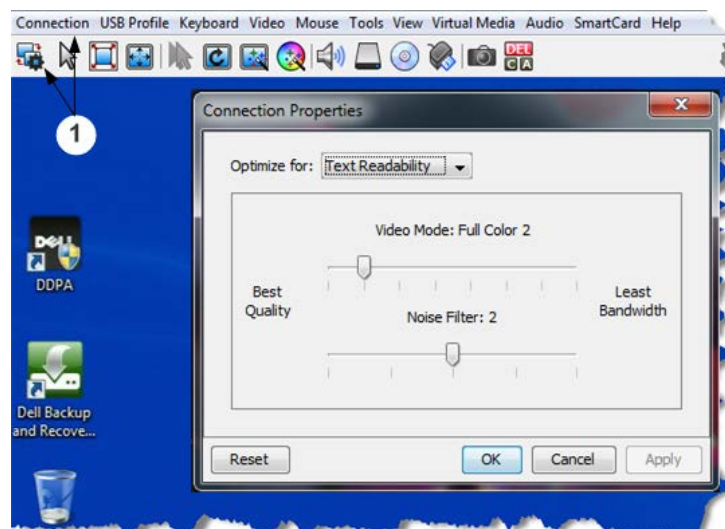 Connection USB Profile Keyboard Video Mouse Tools View Virtual Media Audio SmartCard Help
DEL
CA
1
Connection Properties
Optimize for: Text Readability
Video Mode: Full Color 2
Best
Quality
Least
Bandwidth
Noise Filter: 2
DELL
DDPA
Dell Backup
and Recove...
Reset OK Cancel Apply